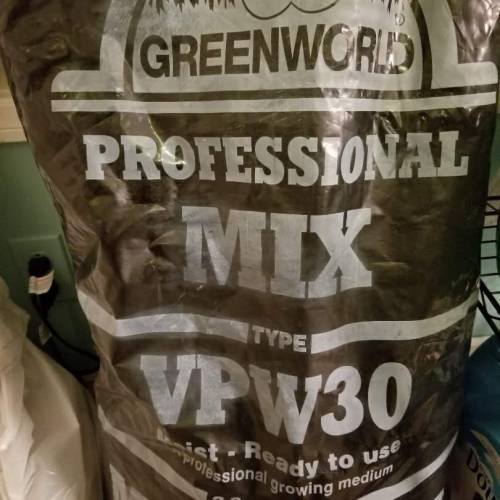 GREENWORLD
PROFESSIONAL
MIX
TYPE
VPW30
- Ready to use
professional growing medium